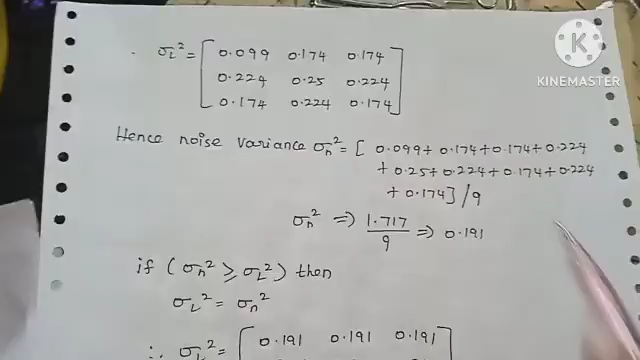 σL² = [ 0.099 0.174 0.174
0.224 0.25 0.224
0.174 0.224 0.174 ]
KINEMASTER
Hence noise variance σn² = [ 0.099 + 0.174 + 0.174 + 0.224
+ 0.25 + 0.224 + 0.174 + 0.224
+ 0.174 ] / 9
σn² ⇒ 1.717 / 9 ⇒ 0.191
if (σn² ≥ σL²) then
σL² = σn²
∴ σL² = [ 0.191 0.191 0.191 ]